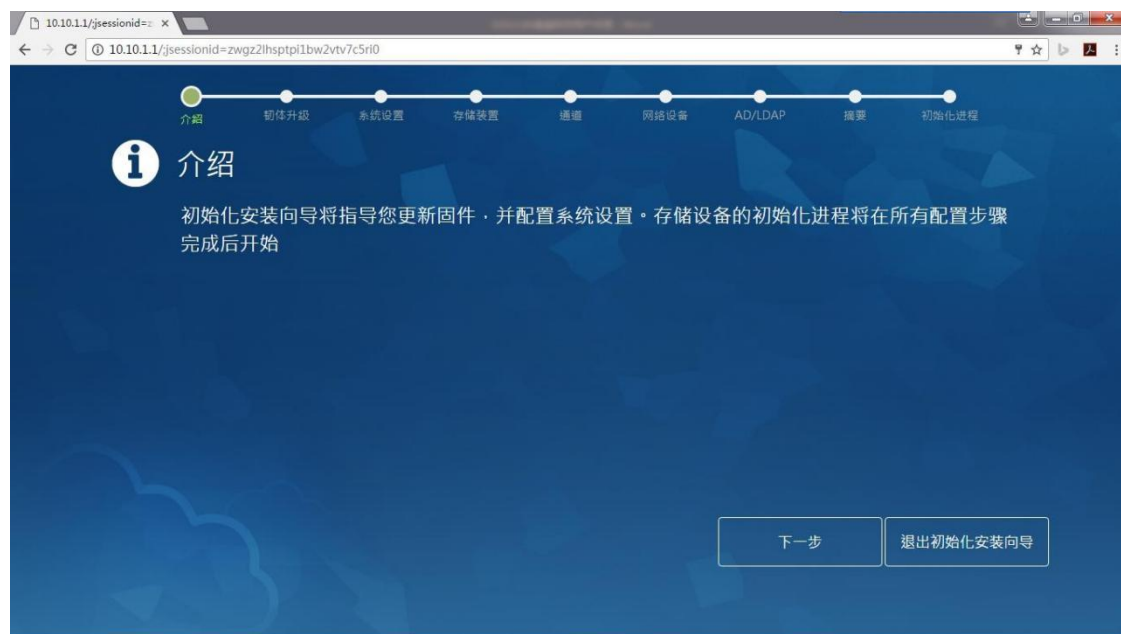 10.10.1.1/;jsessionid=z
10.10.1.1/;jsessionid=zwgz2lhsptpi1bw2vtv7c5ri0
介绍 韧体升级 系统设置 存储装置 通道 网络设备 AD/LDAP 摘要 初始化进程
i 介绍
初始化安装向导将指导您更新固件，并配置系统设置。存储设备的初始化进程将在所有配置步骤
完成后开始
下一步 退出初始化安装向导